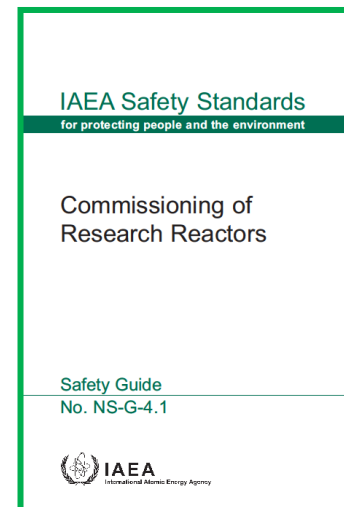 IAEA Safety Standards
for protecting people and the environment
Commissioning of
Research Reactors
Safety Guide
No. NS-G-4.1
IAEA
International Atomic Energy Agency